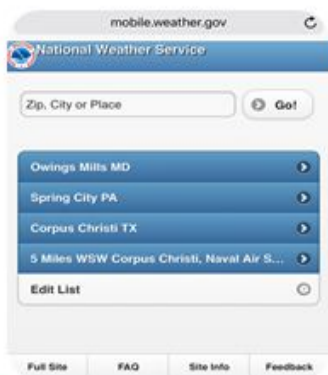 mobile.weather.gov
National Weather Service
Zip, City or Place
Go!
Owings Mills MD
Spring City PA
Corpus Christi TX
5 Miles WSW Corpus Christi, Naval Air S...
Edit List
Full Site FAQ Site Info Feedback